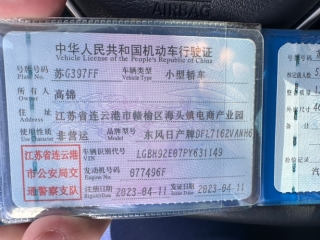 AIRBAG
中华人民共和国机动车行驶证
Vehicle License of the People's Republic of China
号牌号码 苏G397FF 车辆类型 小型轿车
Plate No. Vehicle Type
所有人 高锦
Owner
住址 江苏省连云港市赣榆区海头镇电商产业园
Address
使用性质 非营运 品牌型号 东风日产牌DFL7162VANH6
江苏省连云港市公安局交通警察支队
车辆识别代号 LGBH92E07PY631149
VIN
发动机号码 877496F
Engine No.
注册日期 2023-04-11 发证日期 2023-04-11